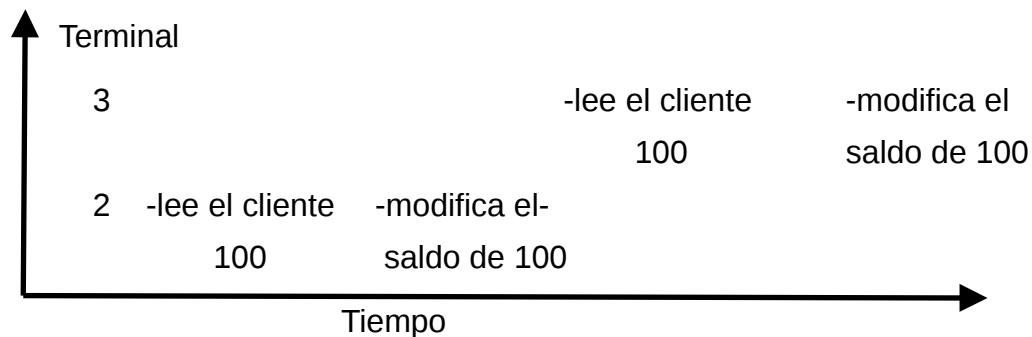 Terminal
3 -lee el cliente -modifica el
100 saldo de 100
2 -lee el cliente -modifica el-
100 saldo de 100
Tiempo